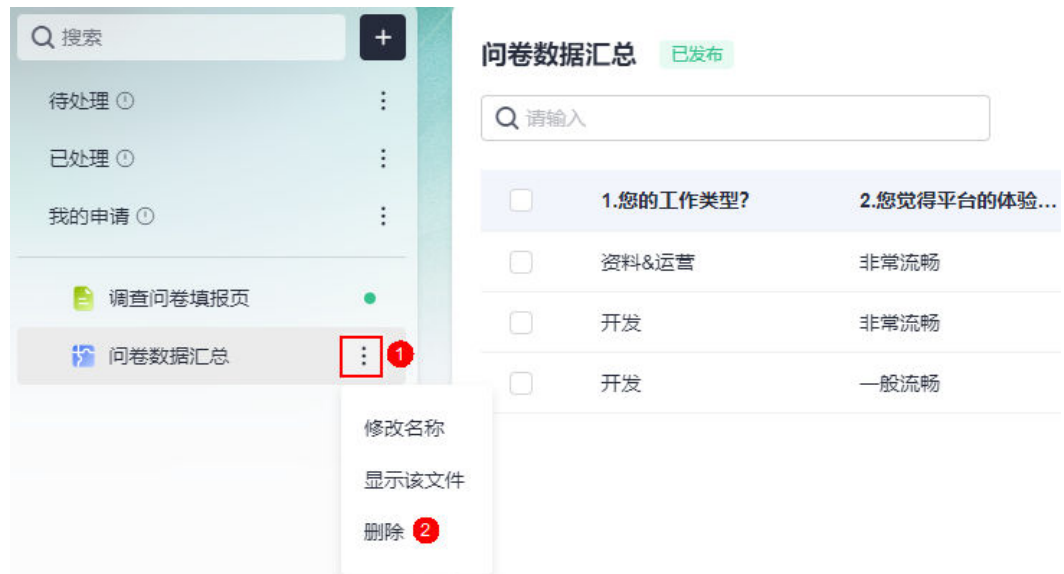 搜索
+
待处理
已处理
我的申请
调查问卷填报页
问卷数据汇总
1
修改名称
显示该文件
删除 2
问卷数据汇总 已发布
请输入
1.您的工作类型? 2.您觉得平台的体验...
资料&运营 非常流畅
开发 非常流畅
开发 一般流畅